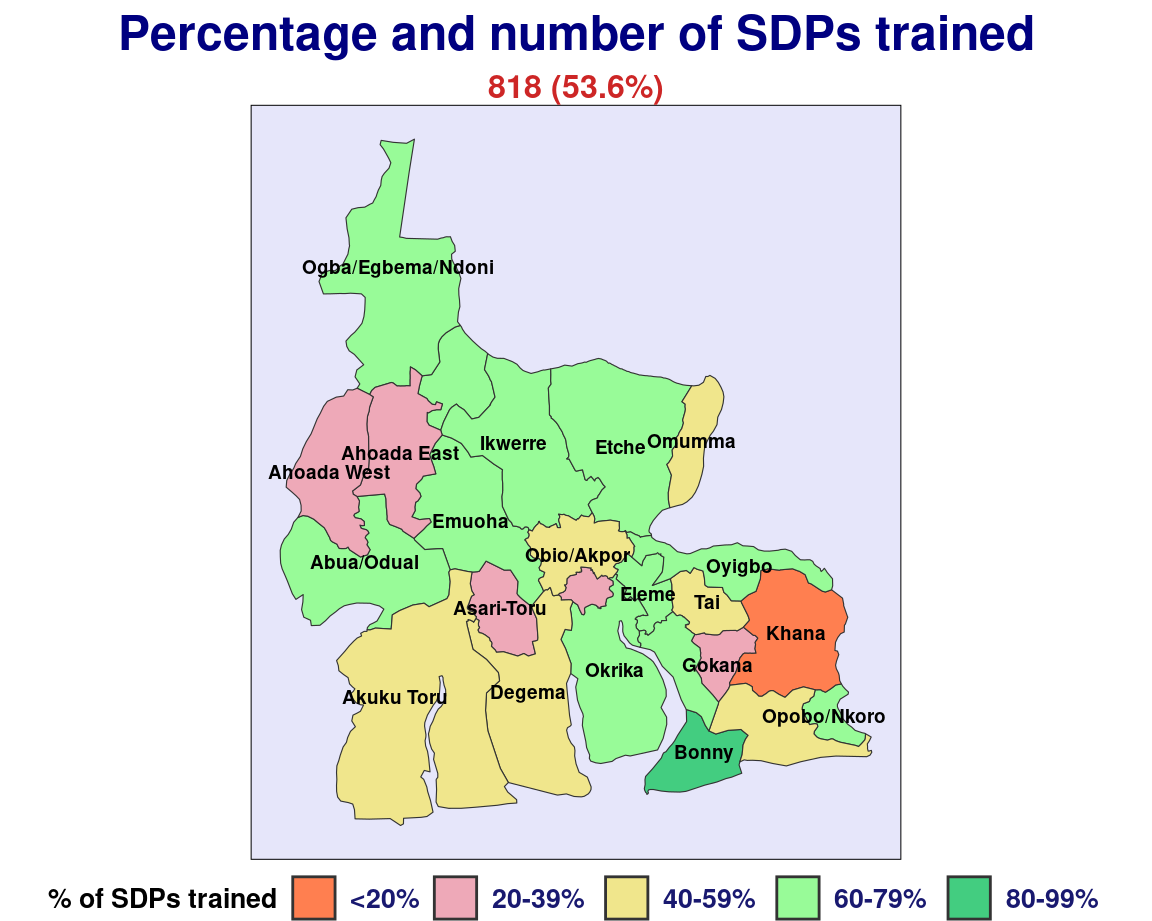 Percentage and number of SDPs trained
818 (53.6%)
Ogba/Egbema/Ndoni
Ikwerre
Etche
Omumma
Ahoada East
Ahoada West
Emuoha
Obio/Akpor
Abua/Odual
Oyigbo
Eleme
Tai
Asari-Toru
Khana
Gokana
Okrika
Degema
Akuku Toru
Opobo/Nkoro
Bonny
% of SDPs trained <20% 20-39% 40-59% 60-79% 80-99%